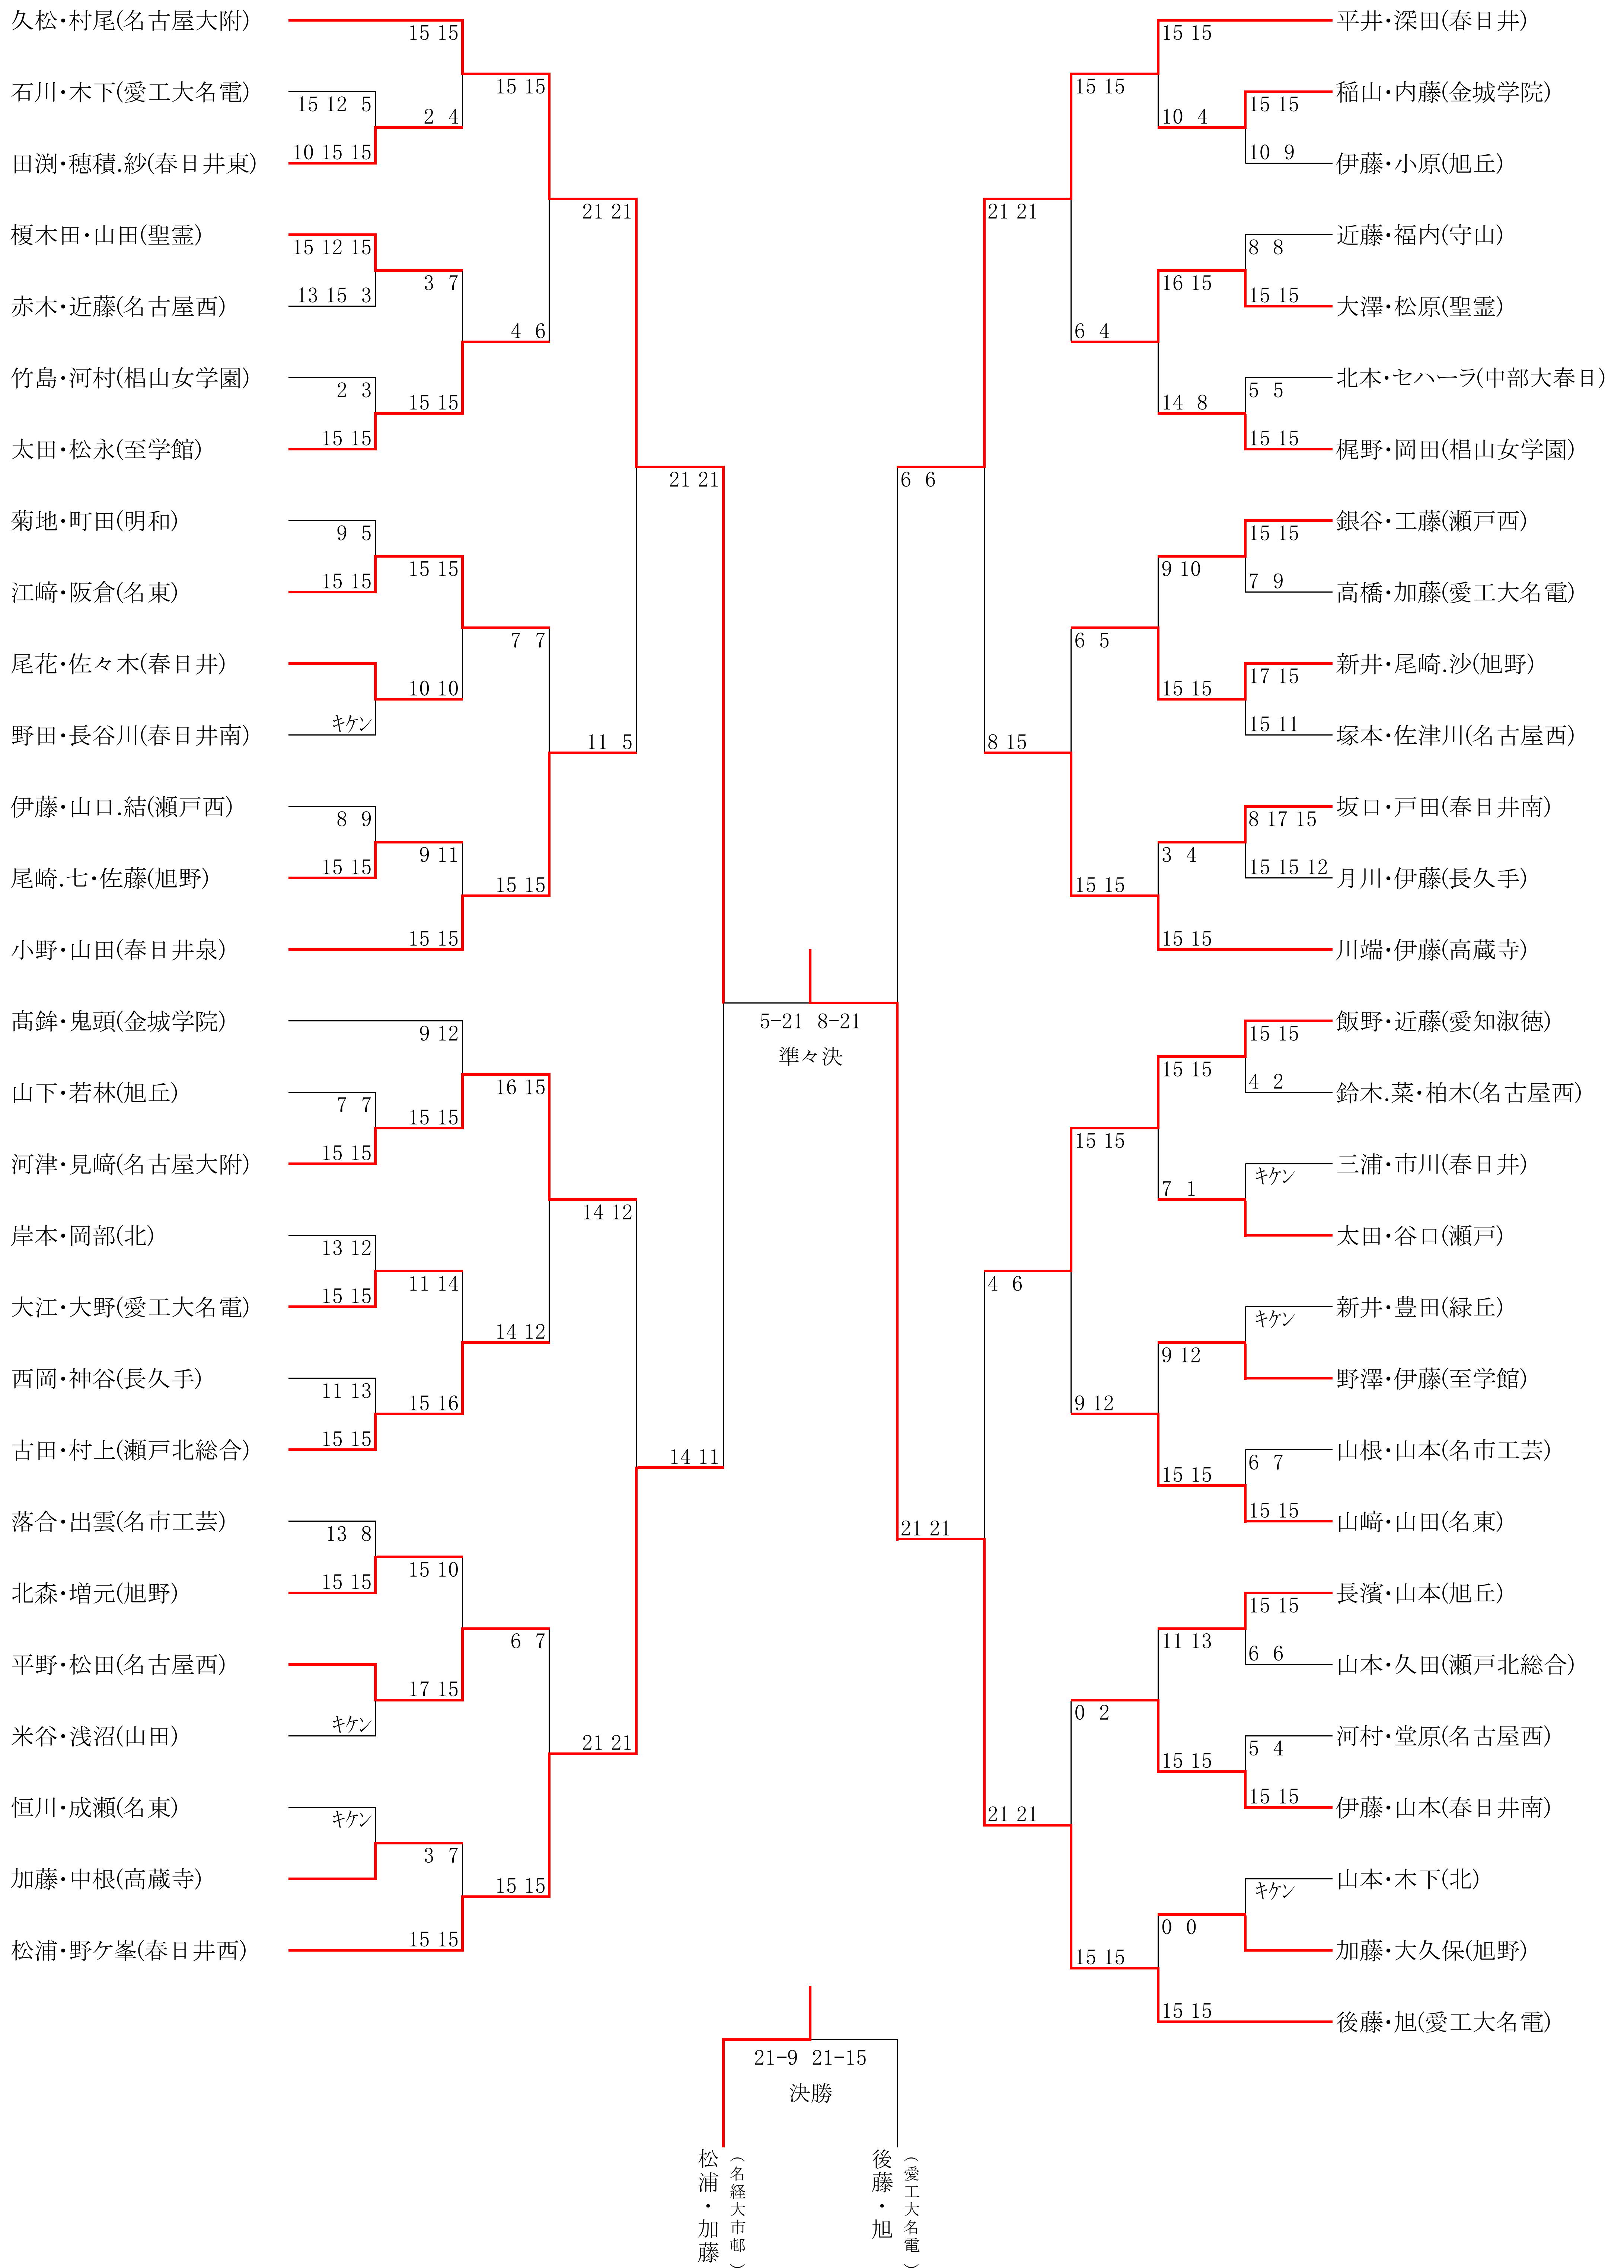 久松・村尾(名古屋大附)
15 15
石川・木下(愛工大名電)
15 12 5
2 4
15 15
田渕・穂積.紗(春日井東)
10 15 15
21 21
榎木田・山田(聖霊)
15 12 15
3 7
赤木・近藤(名古屋西)
13 15 3
4 6
竹島・河村(椙山女学園)
2 3
15 15
太田・松永(至学館)
15 15
21 21
菊地・町田(明和)
9 5
15 15
江﨑・阪倉(名東)
15 15
7 7
尾花・佐々木(春日井)
10 10
野田・長谷川(春日井南)
キケン
11 5
伊藤・山口.結(瀬戸西)
8 9
9 11
尾崎.七・佐藤(旭野)
15 15
15 15
小野・山田(春日井泉)
15 15
髙鉾・鬼頭(金城学院)
9 12
山下・若林(旭丘)
7 7
15 15
16 15
河津・見﨑(名古屋大附)
15 15
14 12
岸本・岡部(北)
13 12
11 14
大江・大野(愛工大名電)
15 15
14 12
西岡・神谷(長久手)
11 13
15 16
古田・村上(瀬戸北総合)
15 15
14 11
落合・出雲(名市工芸)
13 8
15 10
北森・増元(旭野)
15 15
6 7
平野・松田(名古屋西)
17 15
米谷・浅沼(山田)
キケン
21 21
恒川・成瀬(名東)
キケン
3 7
加藤・中根(高蔵寺)
15 15
松浦・野ケ峯(春日井西)
15 15
5-21 8-21
準々決
平井・深田(春日井)
15 15
15 15
稲山・内藤(金城学院)
15 15
10 4
伊藤・小原(旭丘)
10 9
21 21
近藤・福内(守山)
8 8
16 15
大澤・松原(聖霊)
15 15
6 4
北本・セハーラ(中部大春日)
5 5
14 8
梶野・岡田(椙山女学園)
15 15
6 6
銀谷・工藤(瀬戸西)
15 15
9 10
高橋・加藤(愛工大名電)
7 9
6 5
新井・尾崎.沙(旭野)
17 15
15 15
塚本・佐津川(名古屋西)
15 11
8 15
坂口・戸田(春日井南)
8 17 15
3 4
月川・伊藤(長久手)
15 15 12
15 15
川端・伊藤(高蔵寺)
15 15
飯野・近藤(愛知淑徳)
15 15
15 15
鈴木.菜・柏木(名古屋西)
4 2
15 15
三浦・市川(春日井)
キケン
7 1
太田・谷口(瀬戸)
4 6
新井・豊田(緑丘)
キケン
9 12
野澤・伊藤(至学館)
9 12
山根・山本(名市工芸)
6 7
15 15
山﨑・山田(名東)
15 15
21 21
長濱・山本(旭丘)
15 15
11 13
山本・久田(瀬戸北総合)
6 6
0 2
河村・堂原(名古屋西)
5 4
15 15
伊藤・山本(春日井南)
15 15
21 21
山本・木下(北)
キケン
0 0
加藤・大久保(旭野)
15 15
後藤・旭(愛工大名電)
15 15
21-9 21-15
決勝
松浦・加藤
(名経大市邨)
後藤・旭
(愛工大名電)